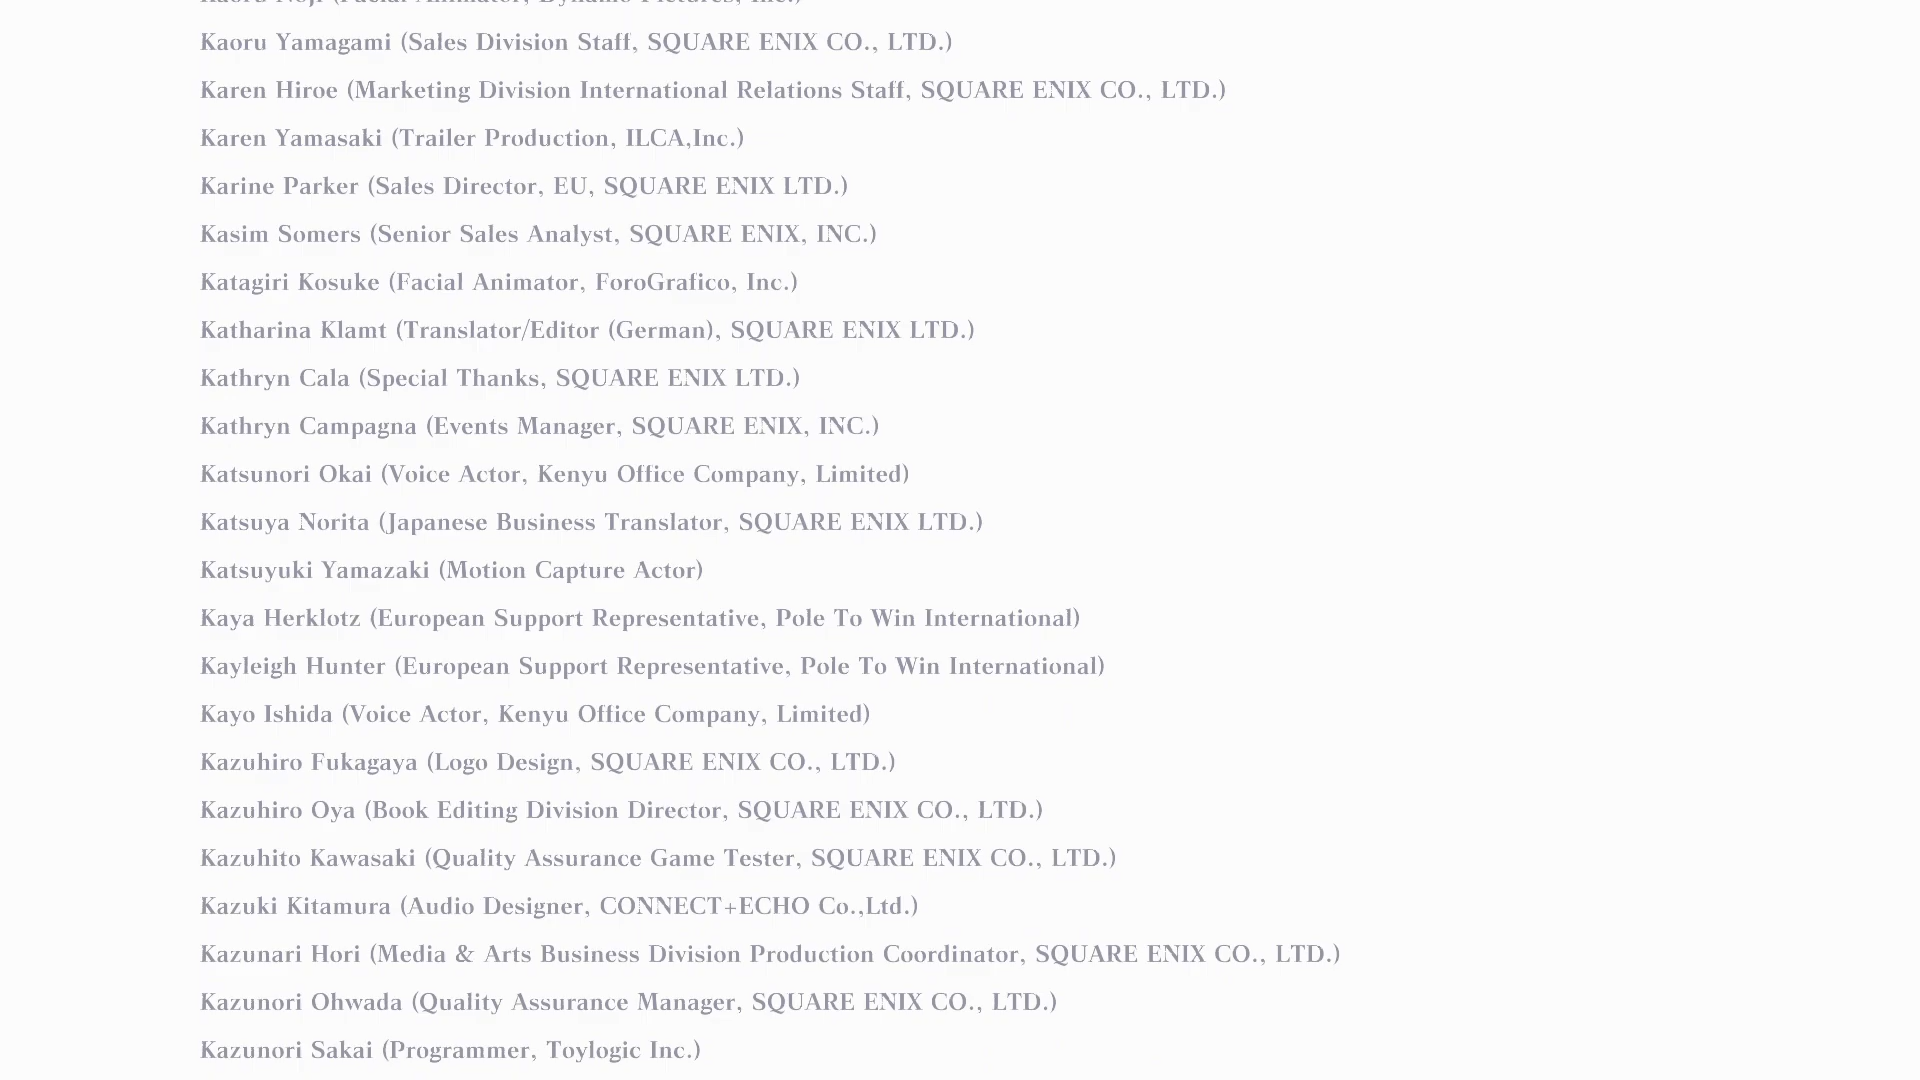 Kaoru Yamagami (Sales Division Staff, SQUARE ENIX CO., LTD.)
Karen Hiroe (Marketing Division International Relations Staff, SQUARE ENIX CO., LTD.)
Karen Yamasaki (Trailer Production, ILCA,Inc.)
Karine Parker (Sales Director, EU, SQUARE ENIX LTD.)
Kasim Somers (Senior Sales Analyst, SQUARE ENIX, INC.)
Katagiri Kosuke (Facial Animator, ForoGrafico, Inc.)
Katharina Klamt (Translator/Editor (German), SQUARE ENIX LTD.)
Kathryn Cala (Special Thanks, SQUARE ENIX LTD.)
Kathryn Campagna (Events Manager, SQUARE ENIX, INC.)
Katsunori Okai (Voice Actor, Kenyu Office Company, Limited)
Katsuya Norita (Japanese Business Translator, SQUARE ENIX LTD.)
Katsuyuki Yamazaki (Motion Capture Actor)
Kaya Herklotz (European Support Representative, Pole To Win International)
Kayleigh Hunter (European Support Representative, Pole To Win International)
Kayo Ishida (Voice Actor, Kenyu Office Company, Limited)
Kazuhiro Fukagaya (Logo Design, SQUARE ENIX CO., LTD.)
Kazuhiro Oya (Book Editing Division Director, SQUARE ENIX CO., LTD.)
Kazuhito Kawasaki (Quality Assurance Game Tester, SQUARE ENIX CO., LTD.)
Kazuki Kitamura (Audio Designer, CONNECT+ECHO Co.,Ltd.)
Kazunari Hori (Media & Arts Business Division Production Coordinator, SQUARE ENIX CO., LTD.)
Kazunori Ohwada (Quality Assurance Manager, SQUARE ENIX CO., LTD.)
Kazunori Sakai (Programmer, Toylogic Inc.)